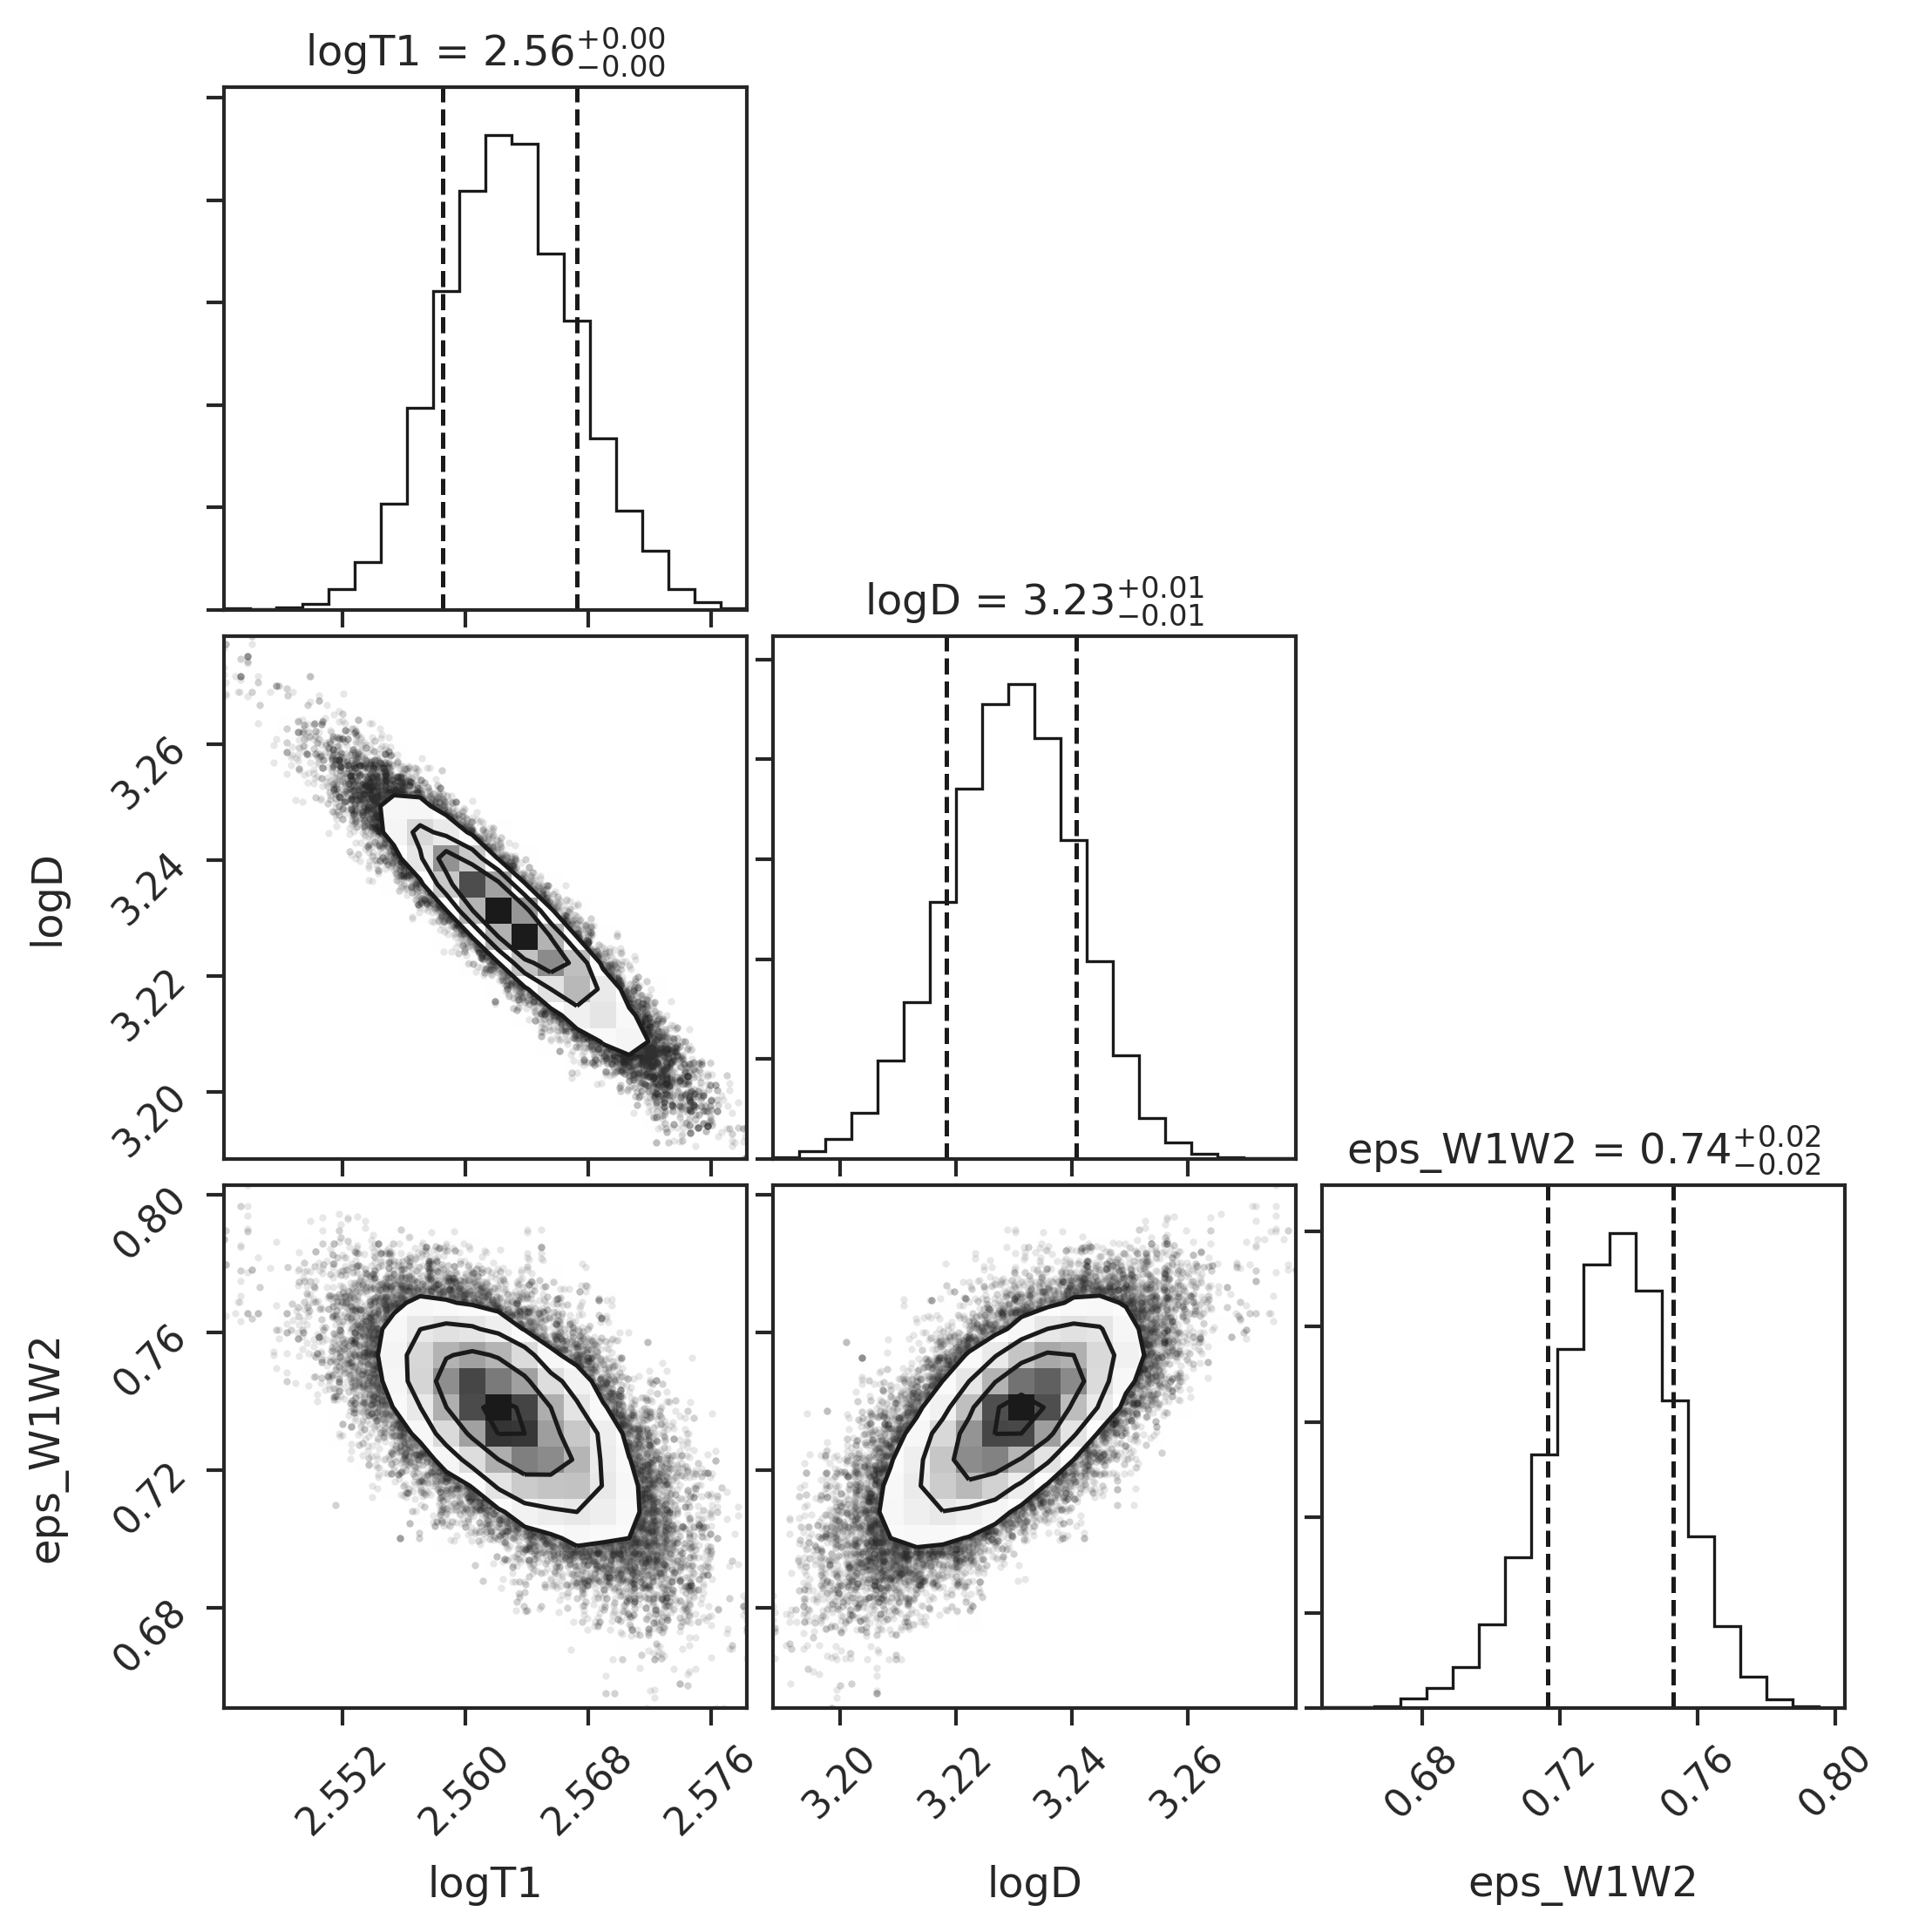 logT1 = 2.56+0.00−0.00
logD = 3.23+0.01−0.01
3.26
3.24
3.22
3.20
logD
eps_W1W2 = 0.74+0.02−0.02
0.80
0.76
0.72
0.68
eps_W1W2
2.552 2.560 2.568 2.576 3.20 3.22 3.24 3.26 0.68 0.72 0.76 0.80
logT1 logD eps_W1W2